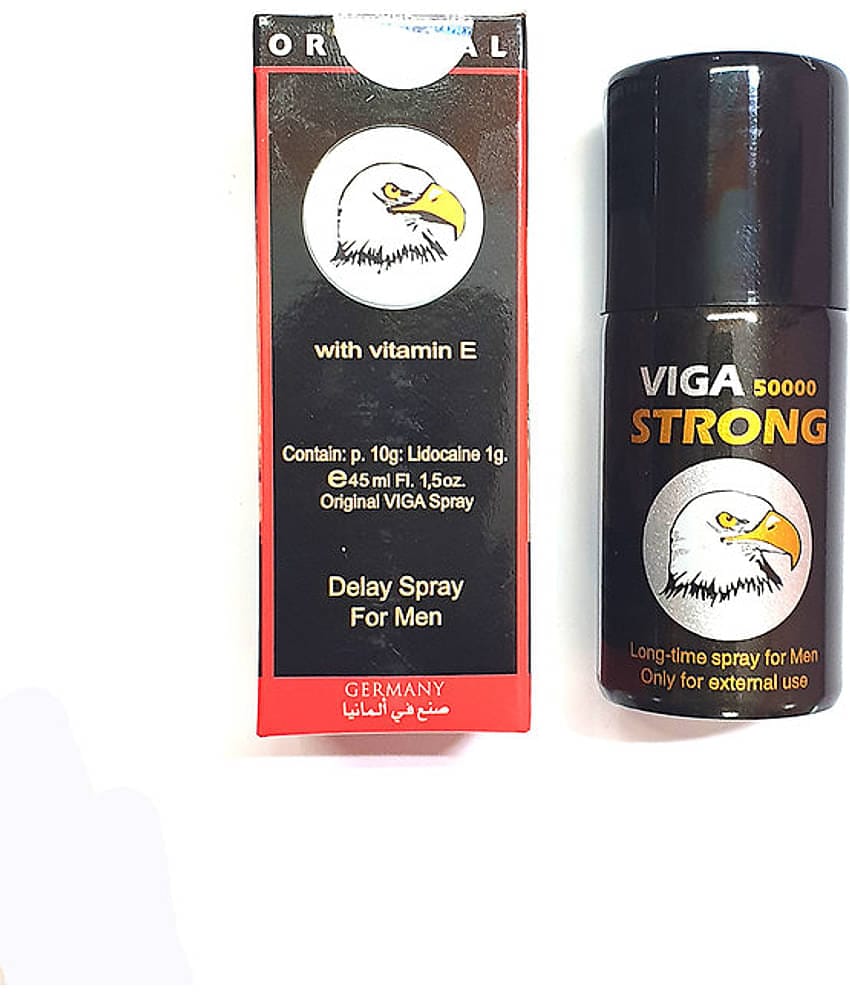 with vitamin E
Contain: p. 10g: Lidocaine 1g.
e45 ml Fl. 1,5oz.
Original VIGA Spray
Delay Spray
For Men
GERMANY
صنع في ألمانيا
VIGA 50000
STRONG
Long-time spray for Men
Only for external use